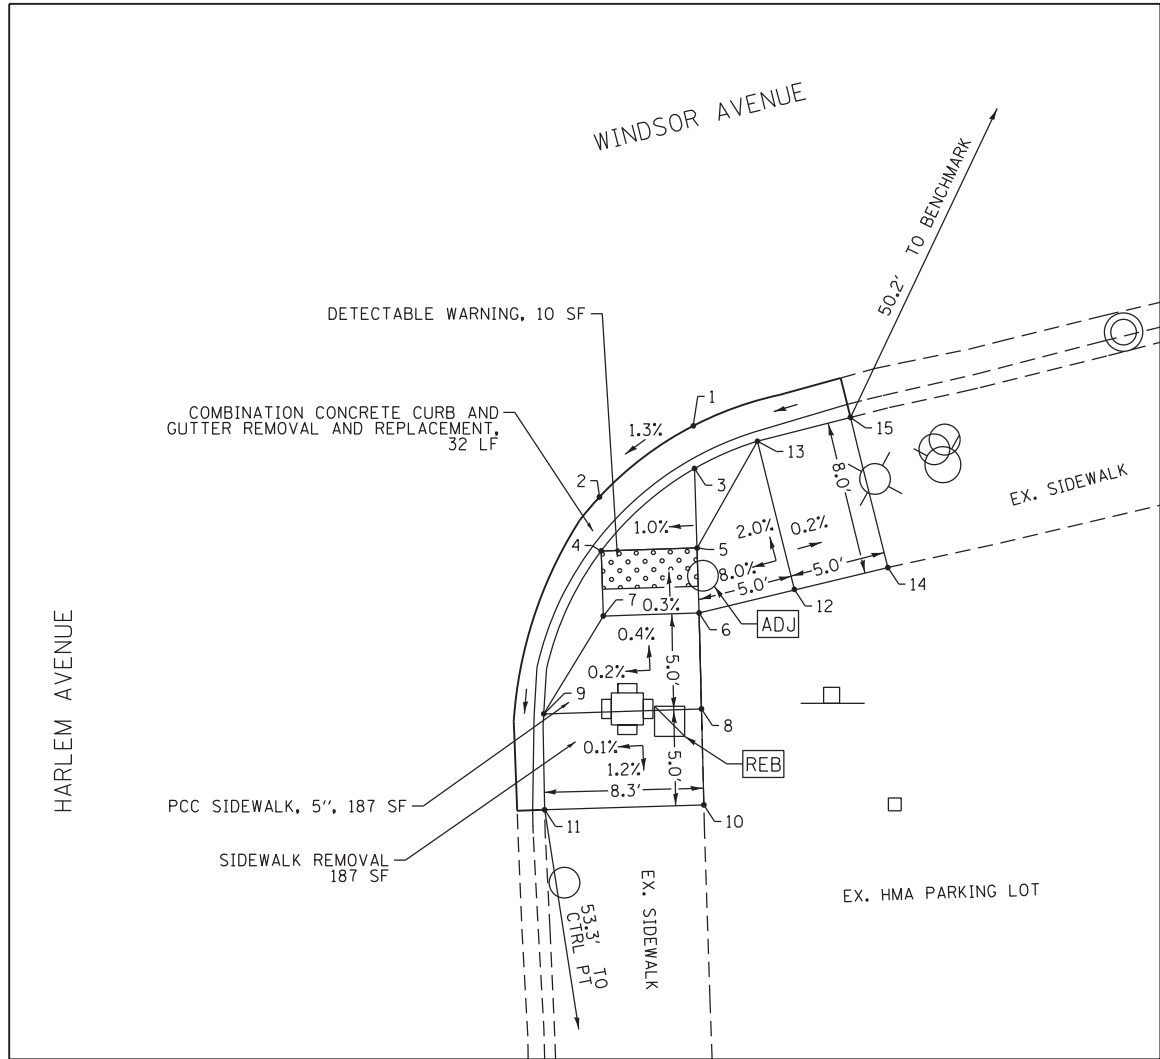 WINDSOR AVENUE
50.2' TO BENCHMARK
DETECTABLE WARNING, 10 SF
COMBINATION CONCRETE CURB AND
GUTTER REMOVAL AND REPLACEMENT,
32 LF
1
1.3%
15
13
2
3
8.0'
EX. SIDEWALK
1.0%
2.0%
0.2%
4
5
8.0%
5.0'
5.0'
14
12
7
0.3%
6
ADJ
HARLEM AVENUE
0.4%
5.0'
0.2%
9
8
0.1%
5.0'
REB
1.2%
8.3'
PCC SIDEWALK, 5", 187 SF
11
10
SIDEWALK REMOVAL
187 SF
EX. SIDEWALK
EX. HMA PARKING LOT
53.3' TO
CTRL PT